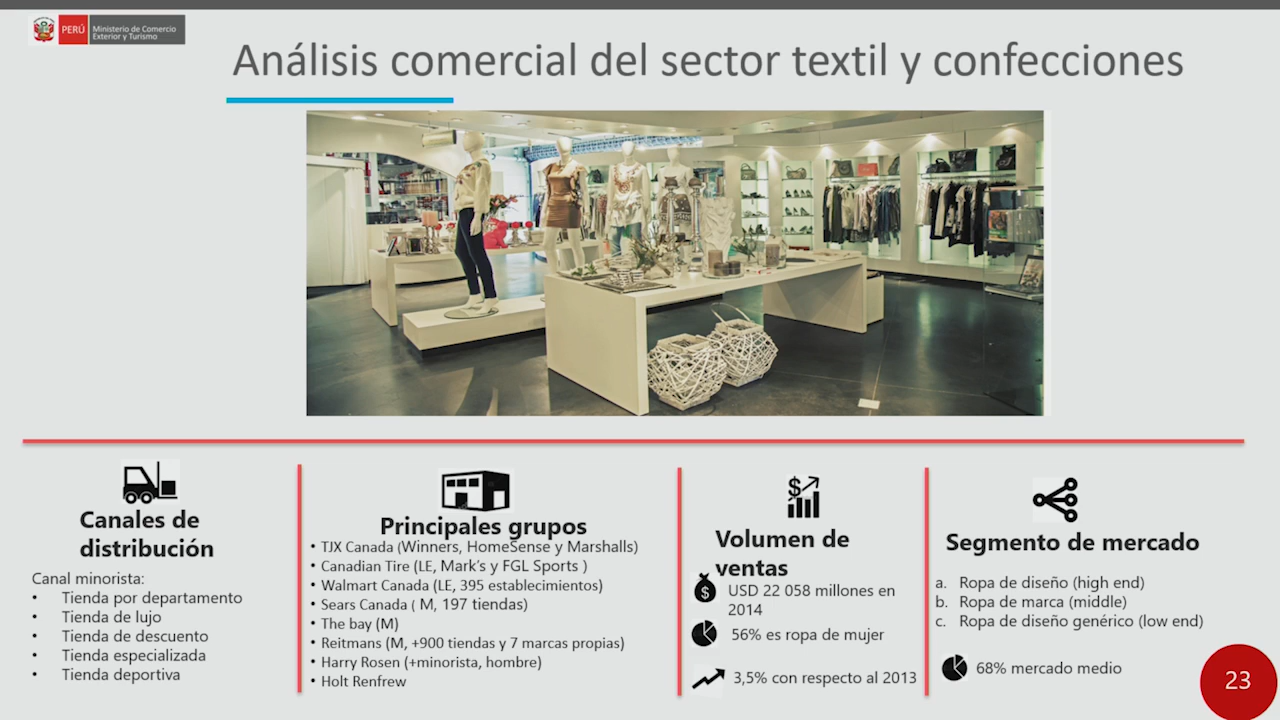 PERÚ
Ministerio de Comercio
Exterior y Turismo
Análisis comercial del sector textil y confecciones
Canales de
distribución
Canal minorista:
• Tienda por departamento
• Tienda de lujo
• Tienda de descuento
• Tienda especializada
• Tienda deportiva
Principales grupos
• TJX Canada (Winners, HomeSense y Marshalls)
• Canadian Tire (LE, Mark's y FGL Sports )
• Walmart Canada (LE, 395 establecimientos)
• Sears Canada ( M, 197 tiendas)
• The bay (M)
• Reitmans (M, +900 tiendas y 7 marcas propias)
• Harry Rosen (+minorista, hombre)
• Holt Renfrew
Volumen de
ventas
USD 22 058 millones en
2014
56% es ropa de mujer
3,5% con respecto al 2013
Segmento de mercado
a. Ropa de diseño (high end)
b. Ropa de marca (middle)
c. Ropa de diseño genérico (low end)
68% mercado medio
23